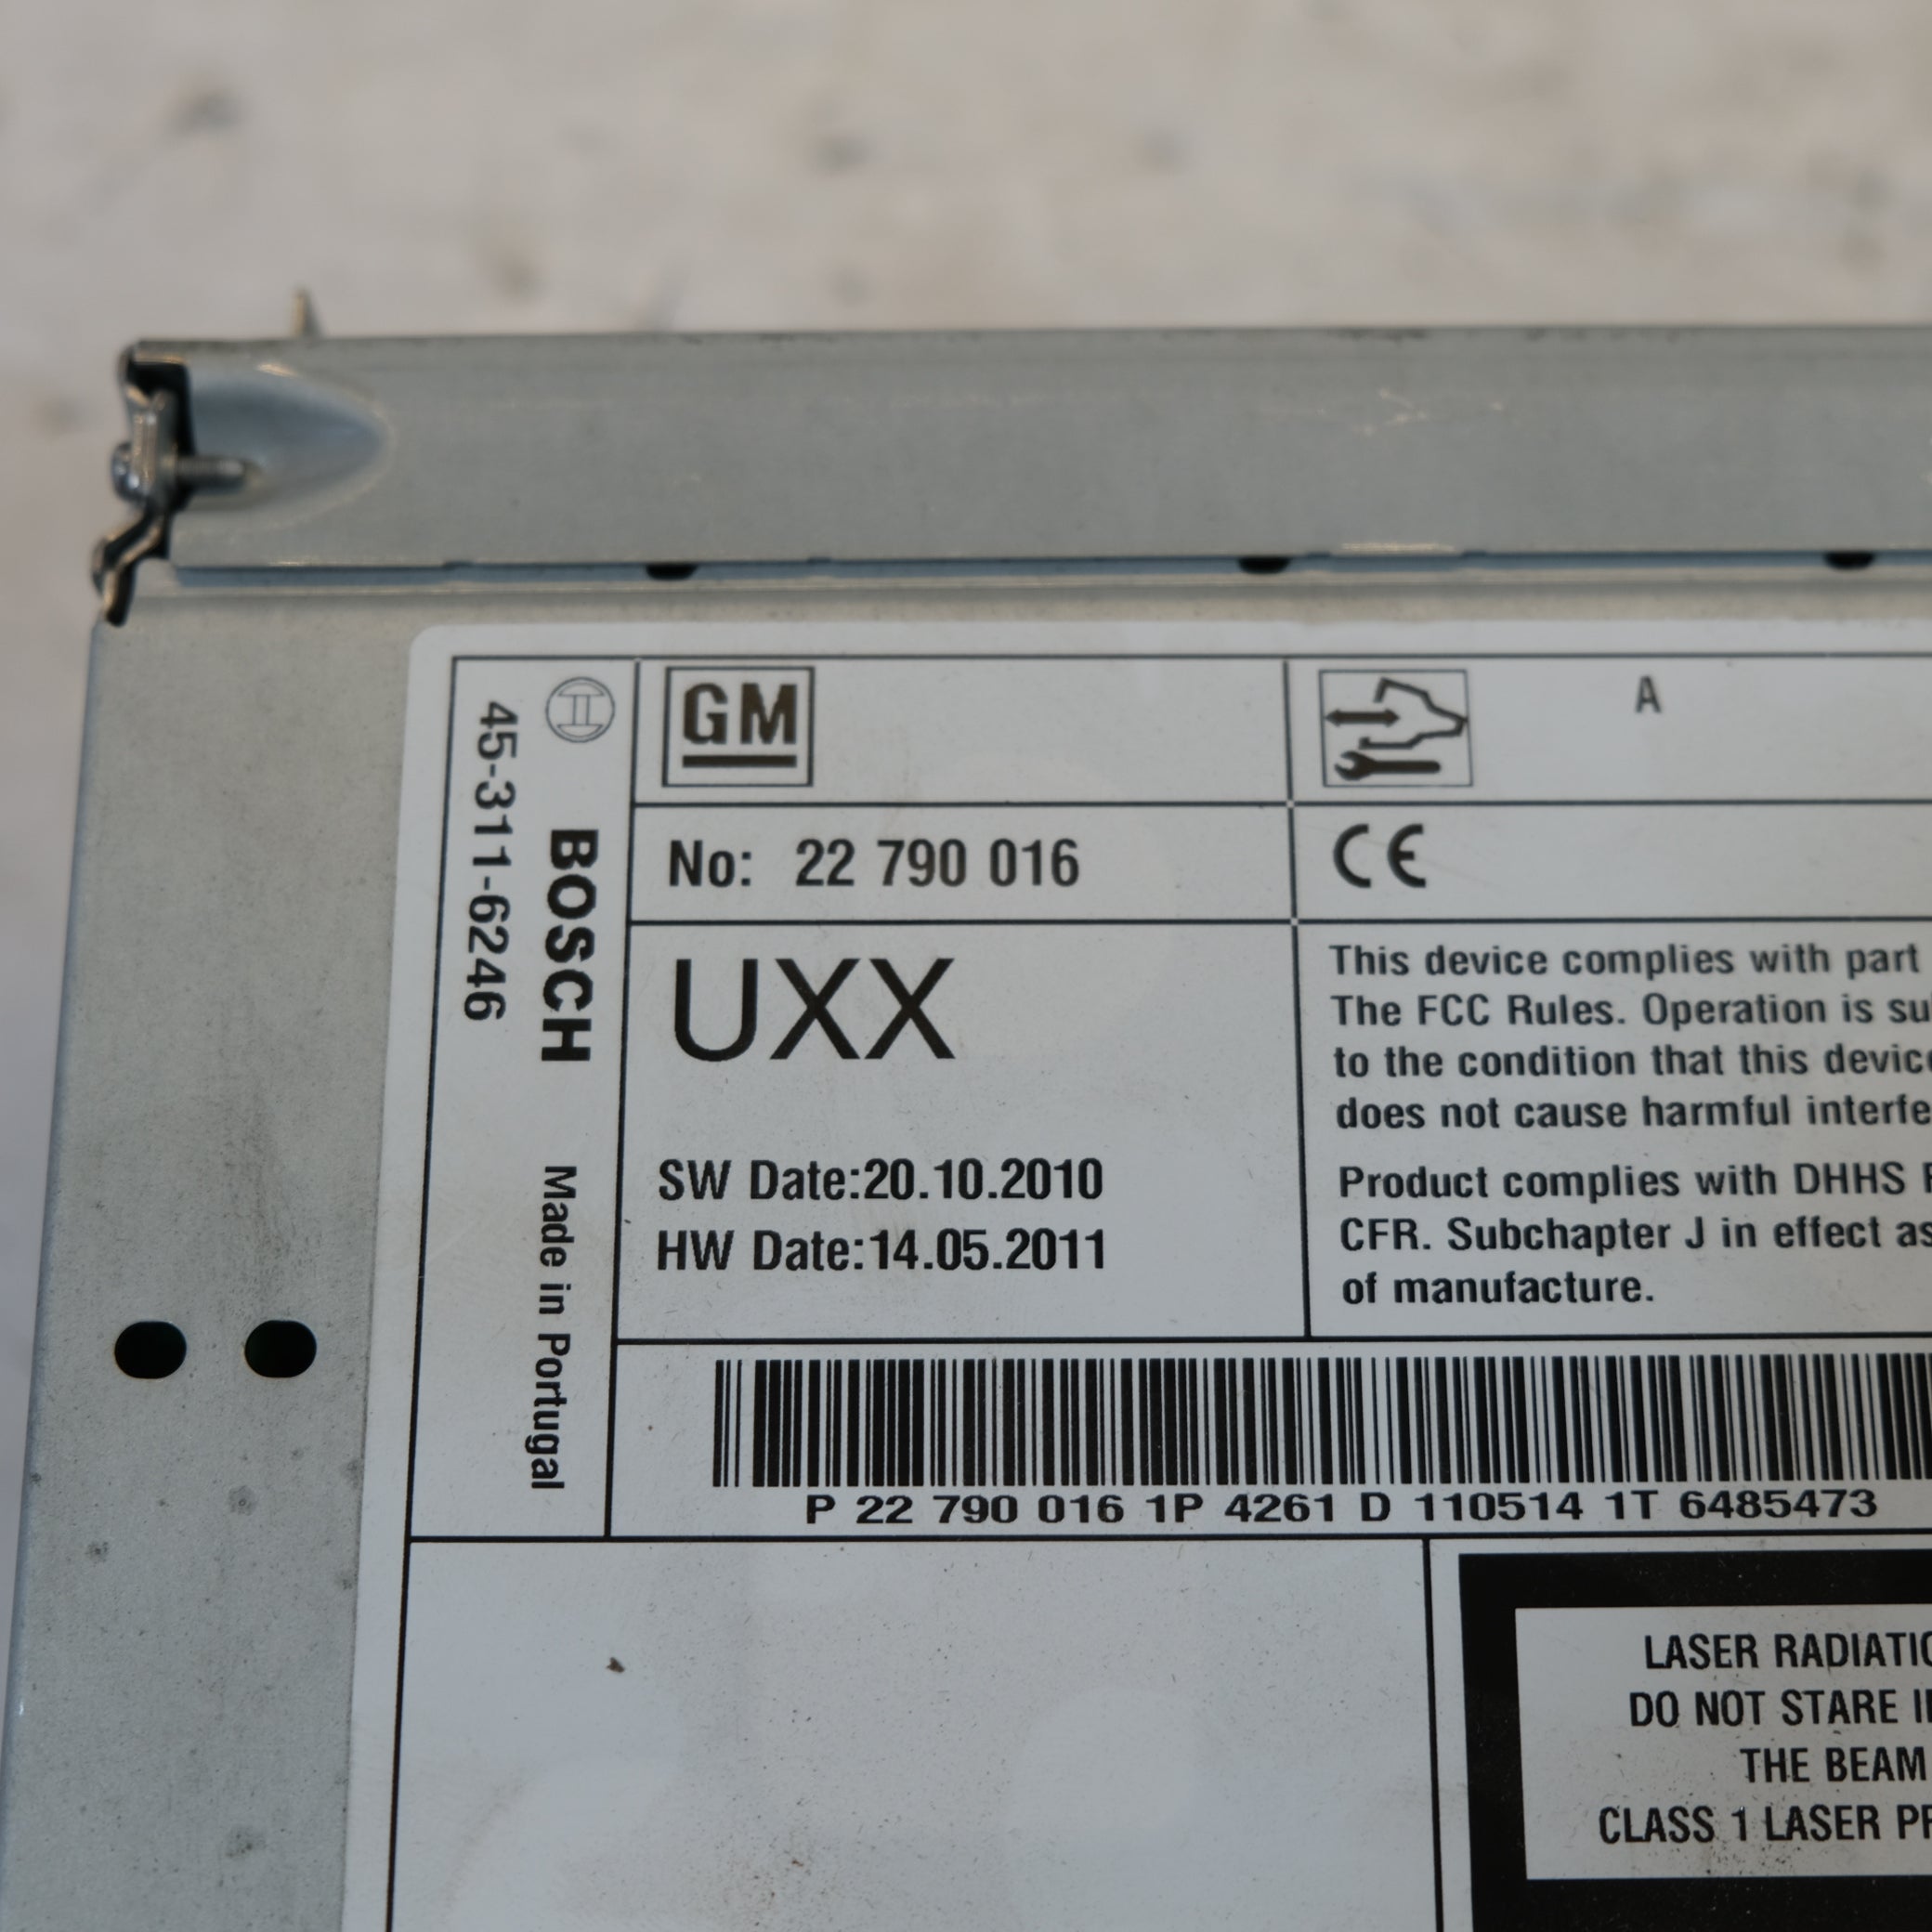 45-311-6246
BOSCH Made in Portugal
GM
A
No: 22 790 016
CE
UXX
SW Date:20.10.2010
HW Date:14.05.2011
This device complies with part
The FCC Rules. Operation is
to the condition that this
does not cause harmful
Product complies with DHHS
CFR. Subchapter J in effect as
of manufacture.
P 22 790 016 1P 4261 D 110514 1T 6485473
LASER
DO NOT STARE
THE BEAM
CLASS 1 LASER